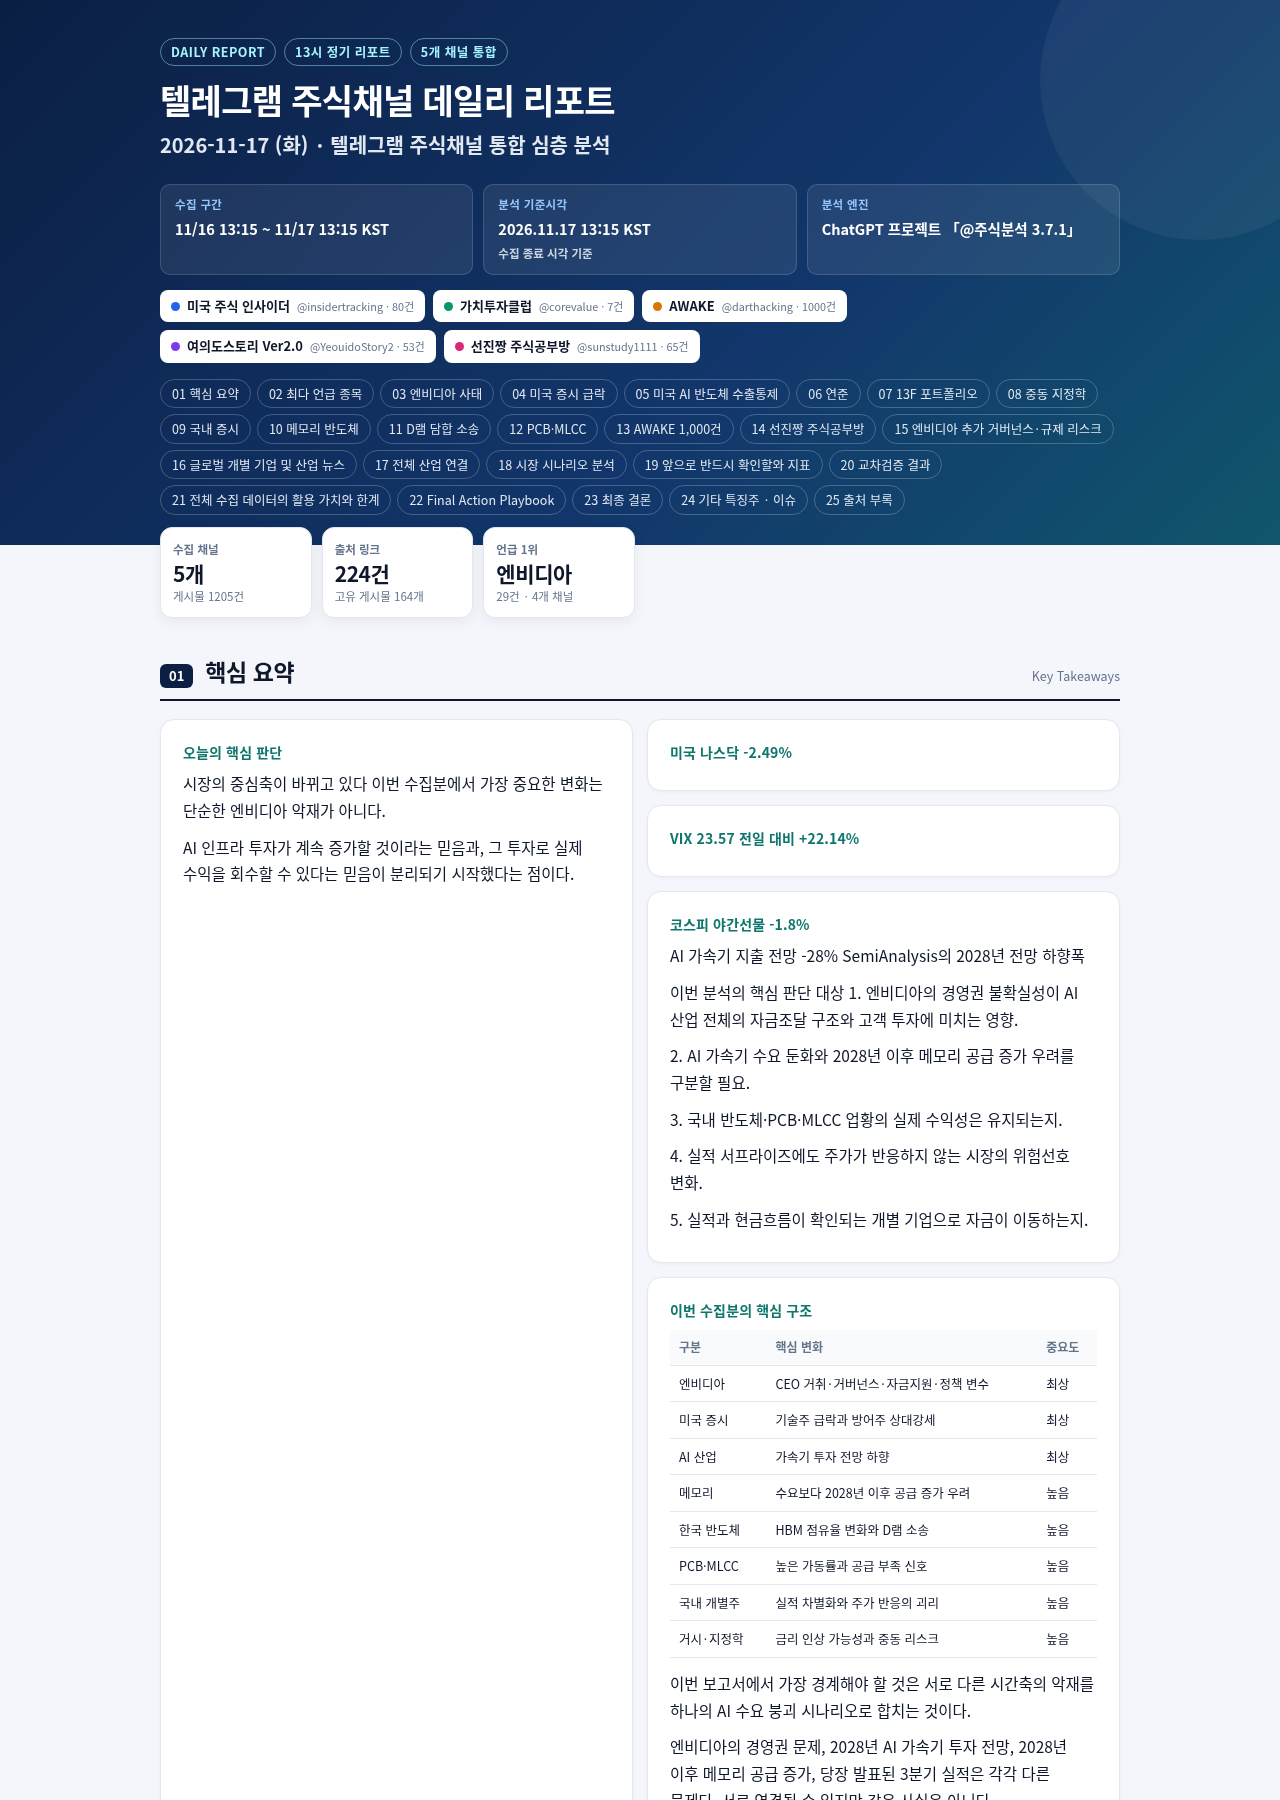 DAILY REPORT 13시 정기 리포트 5개 채널 통합
텔레그램 주식채널 데일리 리포트
2026-11-17 (화) · 텔레그램 주식채널 통합 심층 분석
수집 구간
11/16 13:15 ~ 11/17 13:15 KST
분석 기준시각
2026.11.17 13:15 KST
수집 종료 시각 기준
분석 엔진
ChatGPT 프로젝트 「@주식분석 3.7.1」
미국 주식 인사이더 @insidertracking · 80건
가치투자클럽 @corevalue · 7건
AWAKE @darthacking · 1000건
여의도스토리 Ver2.0 @YeouidoStory2 · 53건
선진짱 주식공부방 @sunstudy1111 · 65건
01 핵심 요약 02 최다 언급 종목 03 엔비디아 사태 04 미국 증시 급락 05 미국 AI 반도체 수출통제 06 연준 07 13F 포트폴리오 08 중동 지정학
09 국내 증시 10 메모리 반도체 11 D램 담합 소송 12 PCB·MLCC 13 AWAKE 1,000건 14 선진짱 주식공부방 15 엔비디아 추가 거버넌스·규제 리스크
16 글로벌 개별 기업 및 산업 뉴스 17 전체 산업 연결 18 시장 시나리오 분석 19 앞으로 반드시 확인할와 지표 20 교차검증 결과
21 전체 수집 데이터의 활용 가치와 한계 22 Final Action Playbook 23 최종 결론 24 기타 특징주 · 이슈 25 출처 부록
수집 채널
5개
게시물 1205건
출처 링크
224건
고유 게시물 164개
언급 1위
엔비디아
29건 · 4개 채널
01 핵심 요약
Key Takeaways
오늘의 핵심 판단
시장의 중심축이 바뀌고 있다 이번 수집분에서 가장 중요한 변화는
단순한 엔비디아 악재가 아니다.
AI 인프라 투자가 계속 증가할 것이라는 믿음과, 그 투자로 실제
수익을 회수할 수 있다는 믿음이 분리되기 시작했다는 점이다.
미국 나스닥 -2.49%
VIX 23.57 전일 대비 +22.14%
코스피 야간선물 -1.8%
AI 가속기 지출 전망 -28% SemiAnalysis의 2028년 전망 하향폭
이번 분석의 핵심 판단 대상 1. 엔비디아의 경영권 불확실성이 AI
산업 전체의 자금조달 구조와 고객 투자에 미치는 영향.
2. AI 가속기 수요 둔화와 2028년 이후 메모리 공급 증가 우려를
구분할 필요.
3. 국내 반도체·PCB·MLCC 업황의 실제 수익성은 유지되는지.
4. 실적 서프라이즈에도 주가가 반응하지 않는 시장의 위험선호
변화.
5. 실적과 현금흐름이 확인되는 개별 기업으로 자금이 이동하는지.
이번 수집분의 핵심 구조
구분 핵심 변화 중요도
엔비디아 CEO 거취·거버넌스·자금지원·정책 변수 최상
미국 증시 기술주 급락과 방어주 상대강세 최상
AI 산업 가속기 투자 전망 하향 최상
메모리 수요보다 2028년 이후 공급 증가 우려 높음
한국 반도체 HBM 점유율 변화와 D램 소송 높음
PCB·MLCC 높은 가동률과 공급 부족 신호 높음
국내 개별주 실적 차별화와 주가 반응의 괴리 높음
거시·지정학 금리 인상 가능성과 중동 리스크 높음
이번 보고서에서 가장 경계해야 할 것은 서로 다른 시간축의 악재를
하나의 AI 수요 붕괴 시나리오로 합치는 것이다.
엔비디아의 경영권 문제, 2028년 AI 가속기 투자 전망, 2028년
이후 메모리 공급 증가, 당장 발표된 3분기 실적은 각각 다른
문제다. 서로 연결될 수 있지만 같은 사실은 아니다.